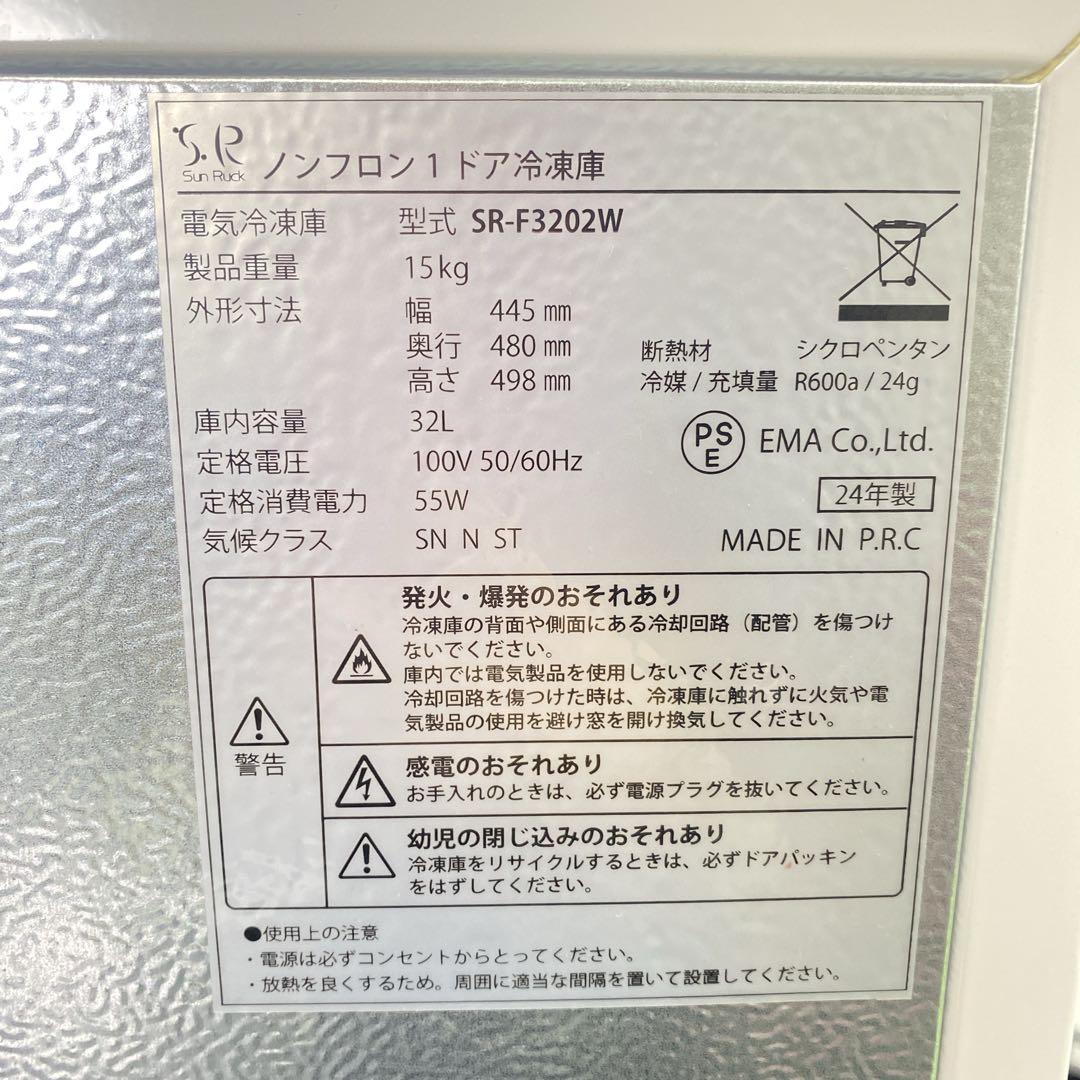 S.R
Sun Ruck
ノンフロン1ドア冷凍庫
電気冷凍庫 型式 SR-F3202W
製品重量 15kg
外形寸法 幅 445㎜
奥行 480㎜
高さ 498㎜
断熱材 シクロペンタン
冷媒/充填量 R600a/24g
庫内容量 32L
定格電圧 100V 50/60Hz
定格消費電力 55W
気候クラス SN N ST
PSE EMA Co.,Ltd.
24年製
MADE IN P.R.C
警告
発火・爆発のおそれあり
冷凍庫の背面や側面にある冷却回路(配管)を傷つけ
ないでください。
庫内では電気製品を使用しないでください。
冷却回路を傷つけた時は、冷凍庫に触れずに火気や電
気製品の使用を避け窓を開け換気してください。
感電のおそれあり
お手入れのときは、必ず電源プラグを抜いてください。
幼児の閉じ込みのおそれあり
冷凍庫をリサイクルするときは、必ずドアパッキン
をはずしてください。
●使用上の注意
・電源は必ずコンセントからとってください。
・放熱を良くするため。周囲に適当な間隔を置いて設置してください。